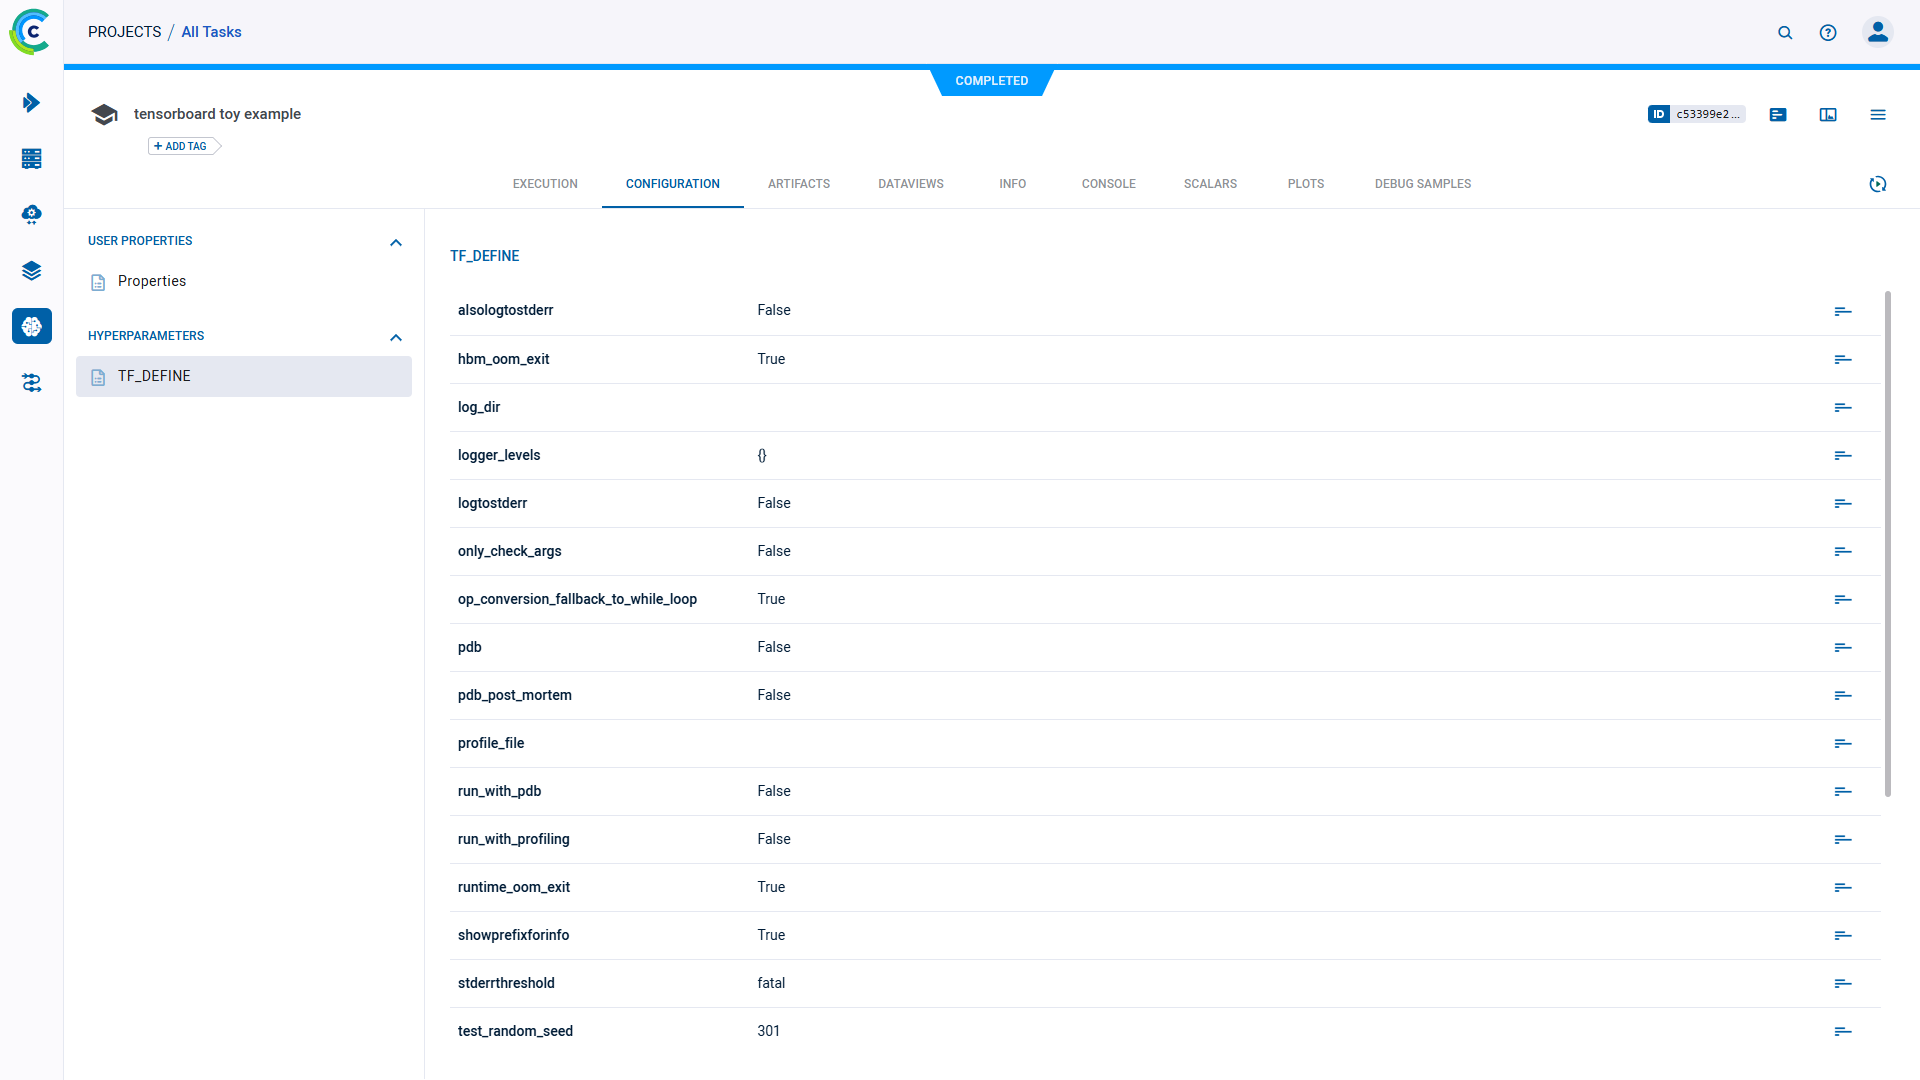 PROJECTS / All Tasks
COMPLETED
tensorboard toy example
ID c53399e2...
+ ADD TAG
EXECUTION CONFIGURATION ARTIFACTS DATAVIEWS INFO CONSOLE SCALARS PLOTS DEBUG SAMPLES
USER PROPERTIES
Properties
HYPERPARAMETERS
TF_DEFINE
TF_DEFINE
alsologtostderr False
hbm_oom_exit True
log_dir
logger_levels {}
logtostderr False
only_check_args False
op_conversion_fallback_to_while_loop True
pdb False
pdb_post_mortem False
profile_file
run_with_pdb False
run_with_profiling False
runtime_oom_exit True
showprefixforinfo True
stderrthreshold fatal
test_random_seed 301